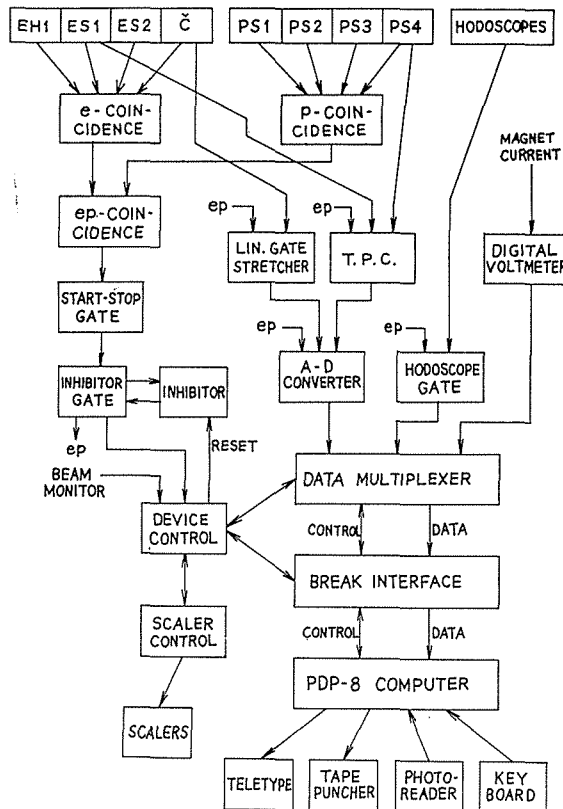 EH1 ES1 ES2 Č
PS1 PS2 PS3 PS4
HODOSCOPES
e-COIN-
CIDENCE
p-COIN-
CIDENCE
MAGNET
CURRENT
ep-COIN-
CIDENCE
ep
LIN. GATE
STRETCHER
ep
T. P. C.
DIGITAL
VOLTMETER
START-STOP
GATE
ep
A-D
CONVERTER
ep
HODOSCOPE
GATE
INHIBITOR
GATE
INHIBITOR
ep
RESET
BEAM
MONITOR
DATA MULTIPLEXER
DEVICE
CONTROL
CONTROL
DATA
BREAK INTERFACE
SCALER
CONTROL
CONTROL
DATA
PDP-8 COMPUTER
SCALERS
TELETYPE
TAPE
PUNCHER
PHOTO-
READER
KEY
BOARD